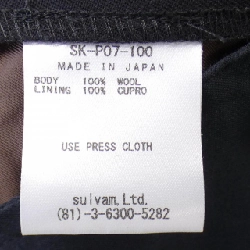 SK-P07-100
MADE IN JAPAN
BODY 100% WOOL
LINING 100% CUPRO
USE PRESS CLOTH
sulvam.Ltd.
(81)-3-6300-5282